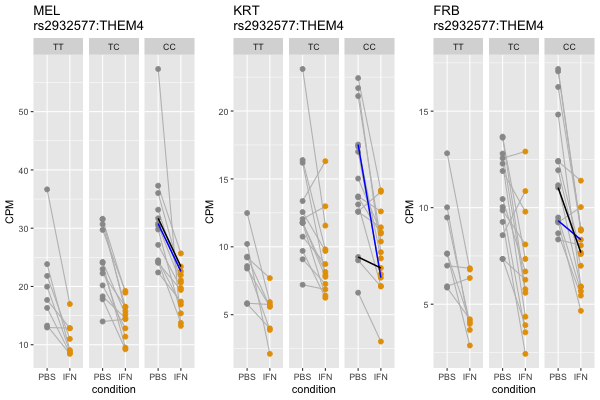 MEL
rs2932577:THEM4
TT TC CC
CPM
50
40
30
20
10
PBS IFN PBS IFN PBS IFN
condition
KRT
rs2932577:THEM4
TT TC CC
CPM
20
15
10
5
PBS IFN PBS IFN PBS IFN
condition
FRB
rs2932577:THEM4
TT TC CC
CPM
15
10
5
PBS IFN PBS IFN PBS IFN
condition